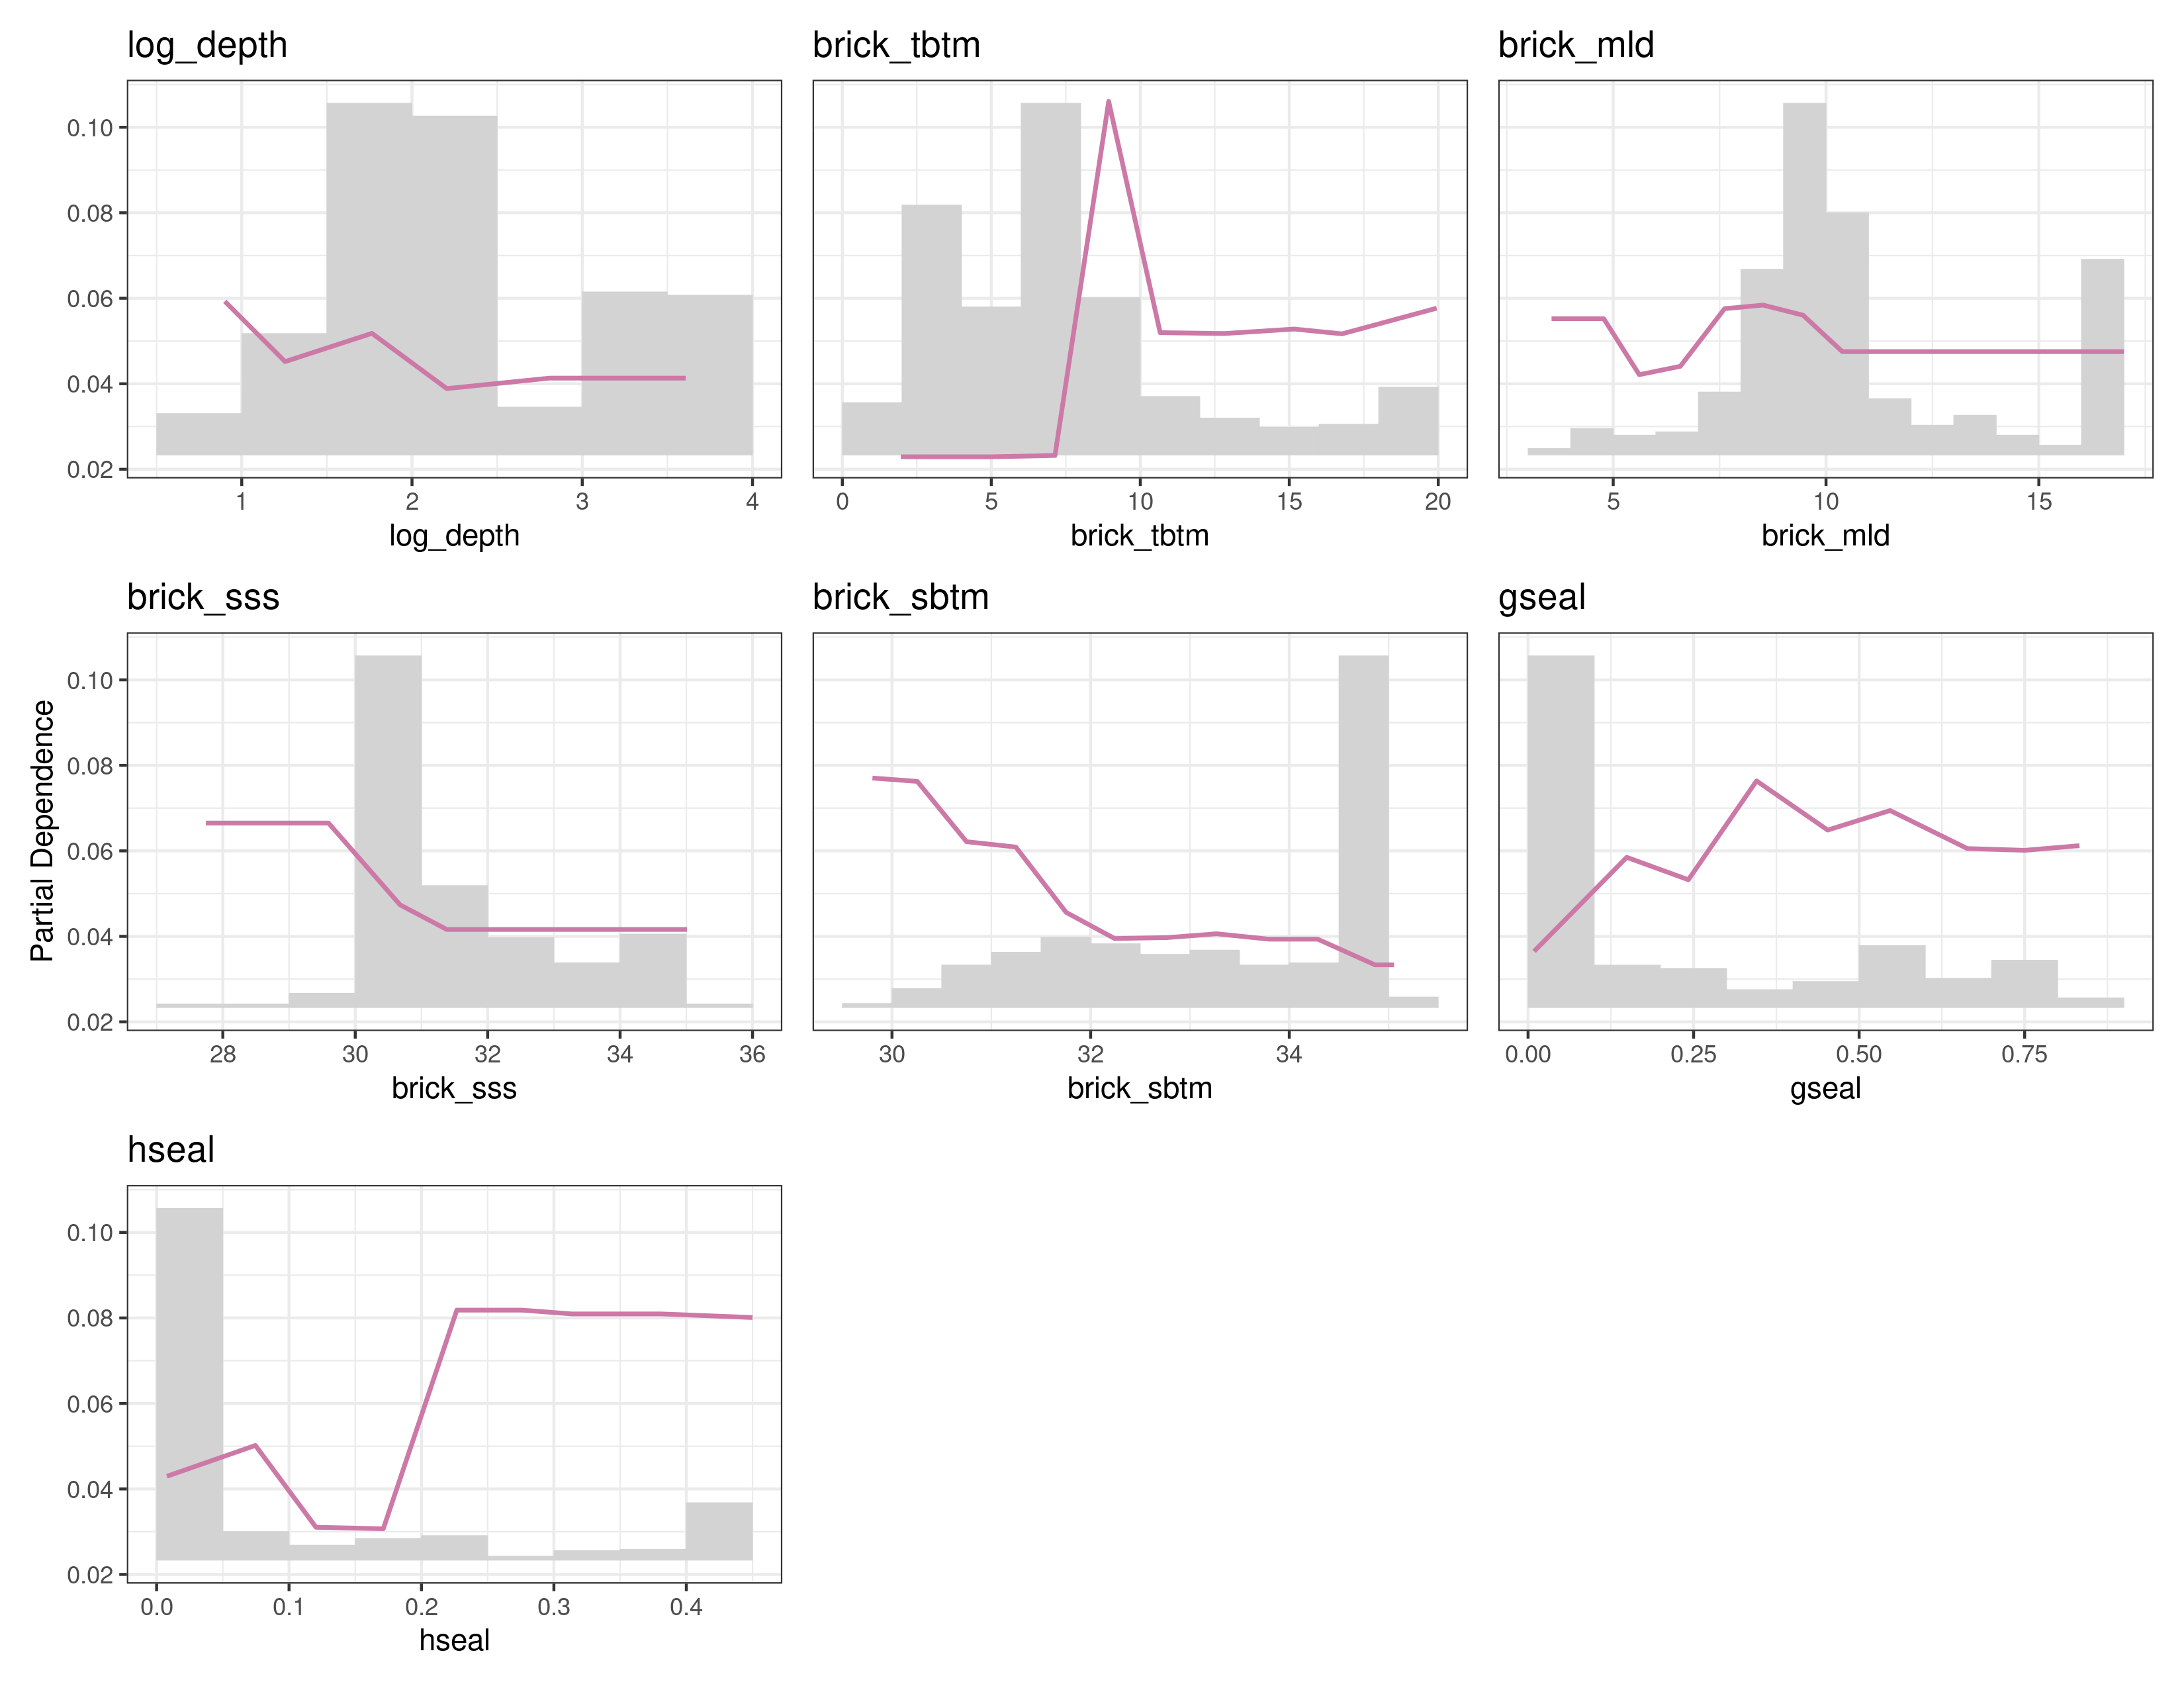 log_depth
brick_tbtm
brick_mld
0.10
0.08
0.06
0.04
0.02
1 2 3 4
0 5 10 15 20
5 10 15
log_depth
brick_tbtm
brick_mld
brick_sss
brick_sbtm
gseal
Partial Dependence
0.10
0.08
0.06
0.04
0.02
28 30 32 34 36
30 32 34
0.00 0.25 0.50 0.75
brick_sss
brick_sbtm
gseal
hseal
0.10
0.08
0.06
0.04
0.02
0.0 0.1 0.2 0.3 0.4
hseal